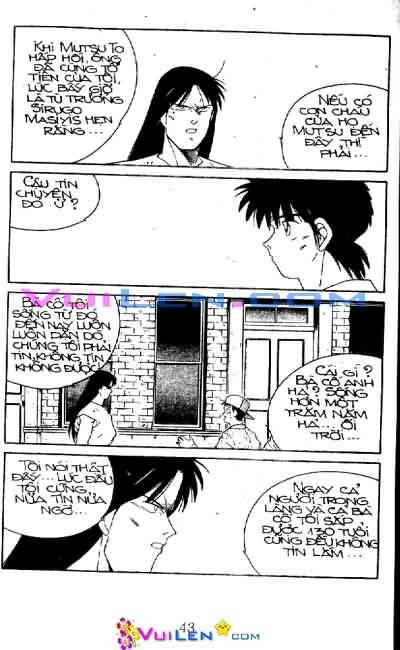 KHI MUTSU TO
HẤP HỐI, ÔNG
ĐÃ CÙNG TỔ
TIÊN CỦA TÔI,
LÚC BẤY GIỜ
LÀ TÙ TRƯỞNG
SIRUGO
MASIYIS HẸN
RẰNG...
NẾU CÓ
CON CHÁU
CỦA HỌ
MUTSU ĐẾN
ĐÂY THÌ
PHẢI...
CẬU TIN
CHUYỆN
ĐÓ Ư?
BÀ CỐ TÔI
SỐNG TỪ ĐÓ
ĐẾN NAY LUÔN
LUÔN DẶN DÒ
CHÚNG TÔI PHẢI
TIN, KHÔNG TIN
KHÔNG ĐƯỢC
VUILEN.COM
CÁI GÌ?
BÀ CỐ ANH
HẢ? SỐNG
HƠN MỘT
TRĂM NĂM
HẢ... ÔI
TRỜI...
TÔI NÓI THẬT
ĐẤY... LÚC ĐẦU
TÔI CŨNG
NỬA TIN NỬA
NGỜ...
NGAY CẢ
NGƯỜI TRONG
LÀNG VÀ CẢ BÀ
CỐ TÔI SẮP
ĐƯỢC 130 TUỔI
CŨNG ĐỀU KHÔNG
TIN LẮM...
43
VUILEN.COM